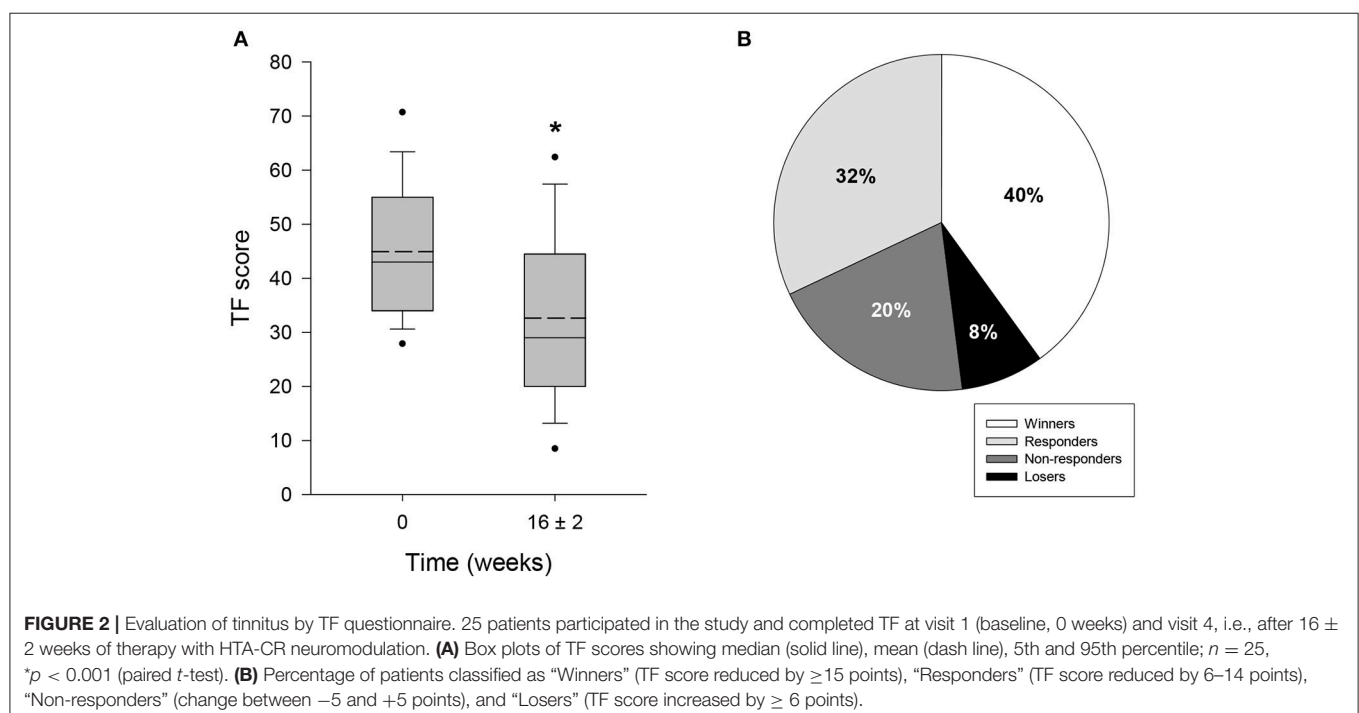 A
80
70
60
50
40
30
20
10
0
TF score
*
0
16 ± 2
Time (weeks)
B
40%
32%
20%
8%
Winners
Responders
Non-responders
Losers
FIGURE 2 | Evaluation of tinnitus by TF questionnaire. 25 patients participated in the study and completed TF at visit 1 (baseline, 0 weeks) and visit 4, i.e., after 16 ±
2 weeks of therapy with HTA-CR neuromodulation. (A) Box plots of TF scores showing median (solid line), mean (dash line), 5th and 95th percentile; n = 25,
*p < 0.001 (paired t-test). (B) Percentage of patients classified as “Winners” (TF score reduced by ≥15 points), “Responders” (TF score reduced by 6–14 points),
“Non-responders” (change between −5 and +5 points), and “Losers” (TF score increased by ≥ 6 points).